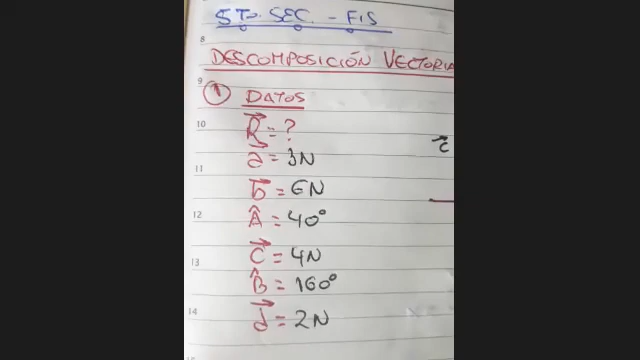 5TO. SEC. - FIS
8
DESCOMPOSICIÓN VECTORIA
9
1 DATOS
10
R = ?
a = 3N
11
b = 6N
12
Â = 40°
c = 4N
13
B̂ = 160°
14
d = 2N
c